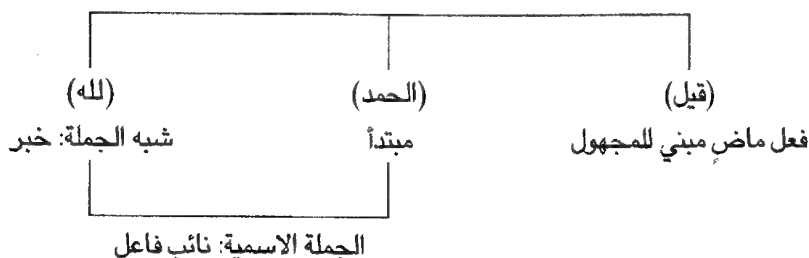 (قيل) (الحمد) (لله)
فعل ماضٍ مبني للمجهول مبتدأ شبه الجملة: خبر
الجملة الاسمية: نائب فاعل